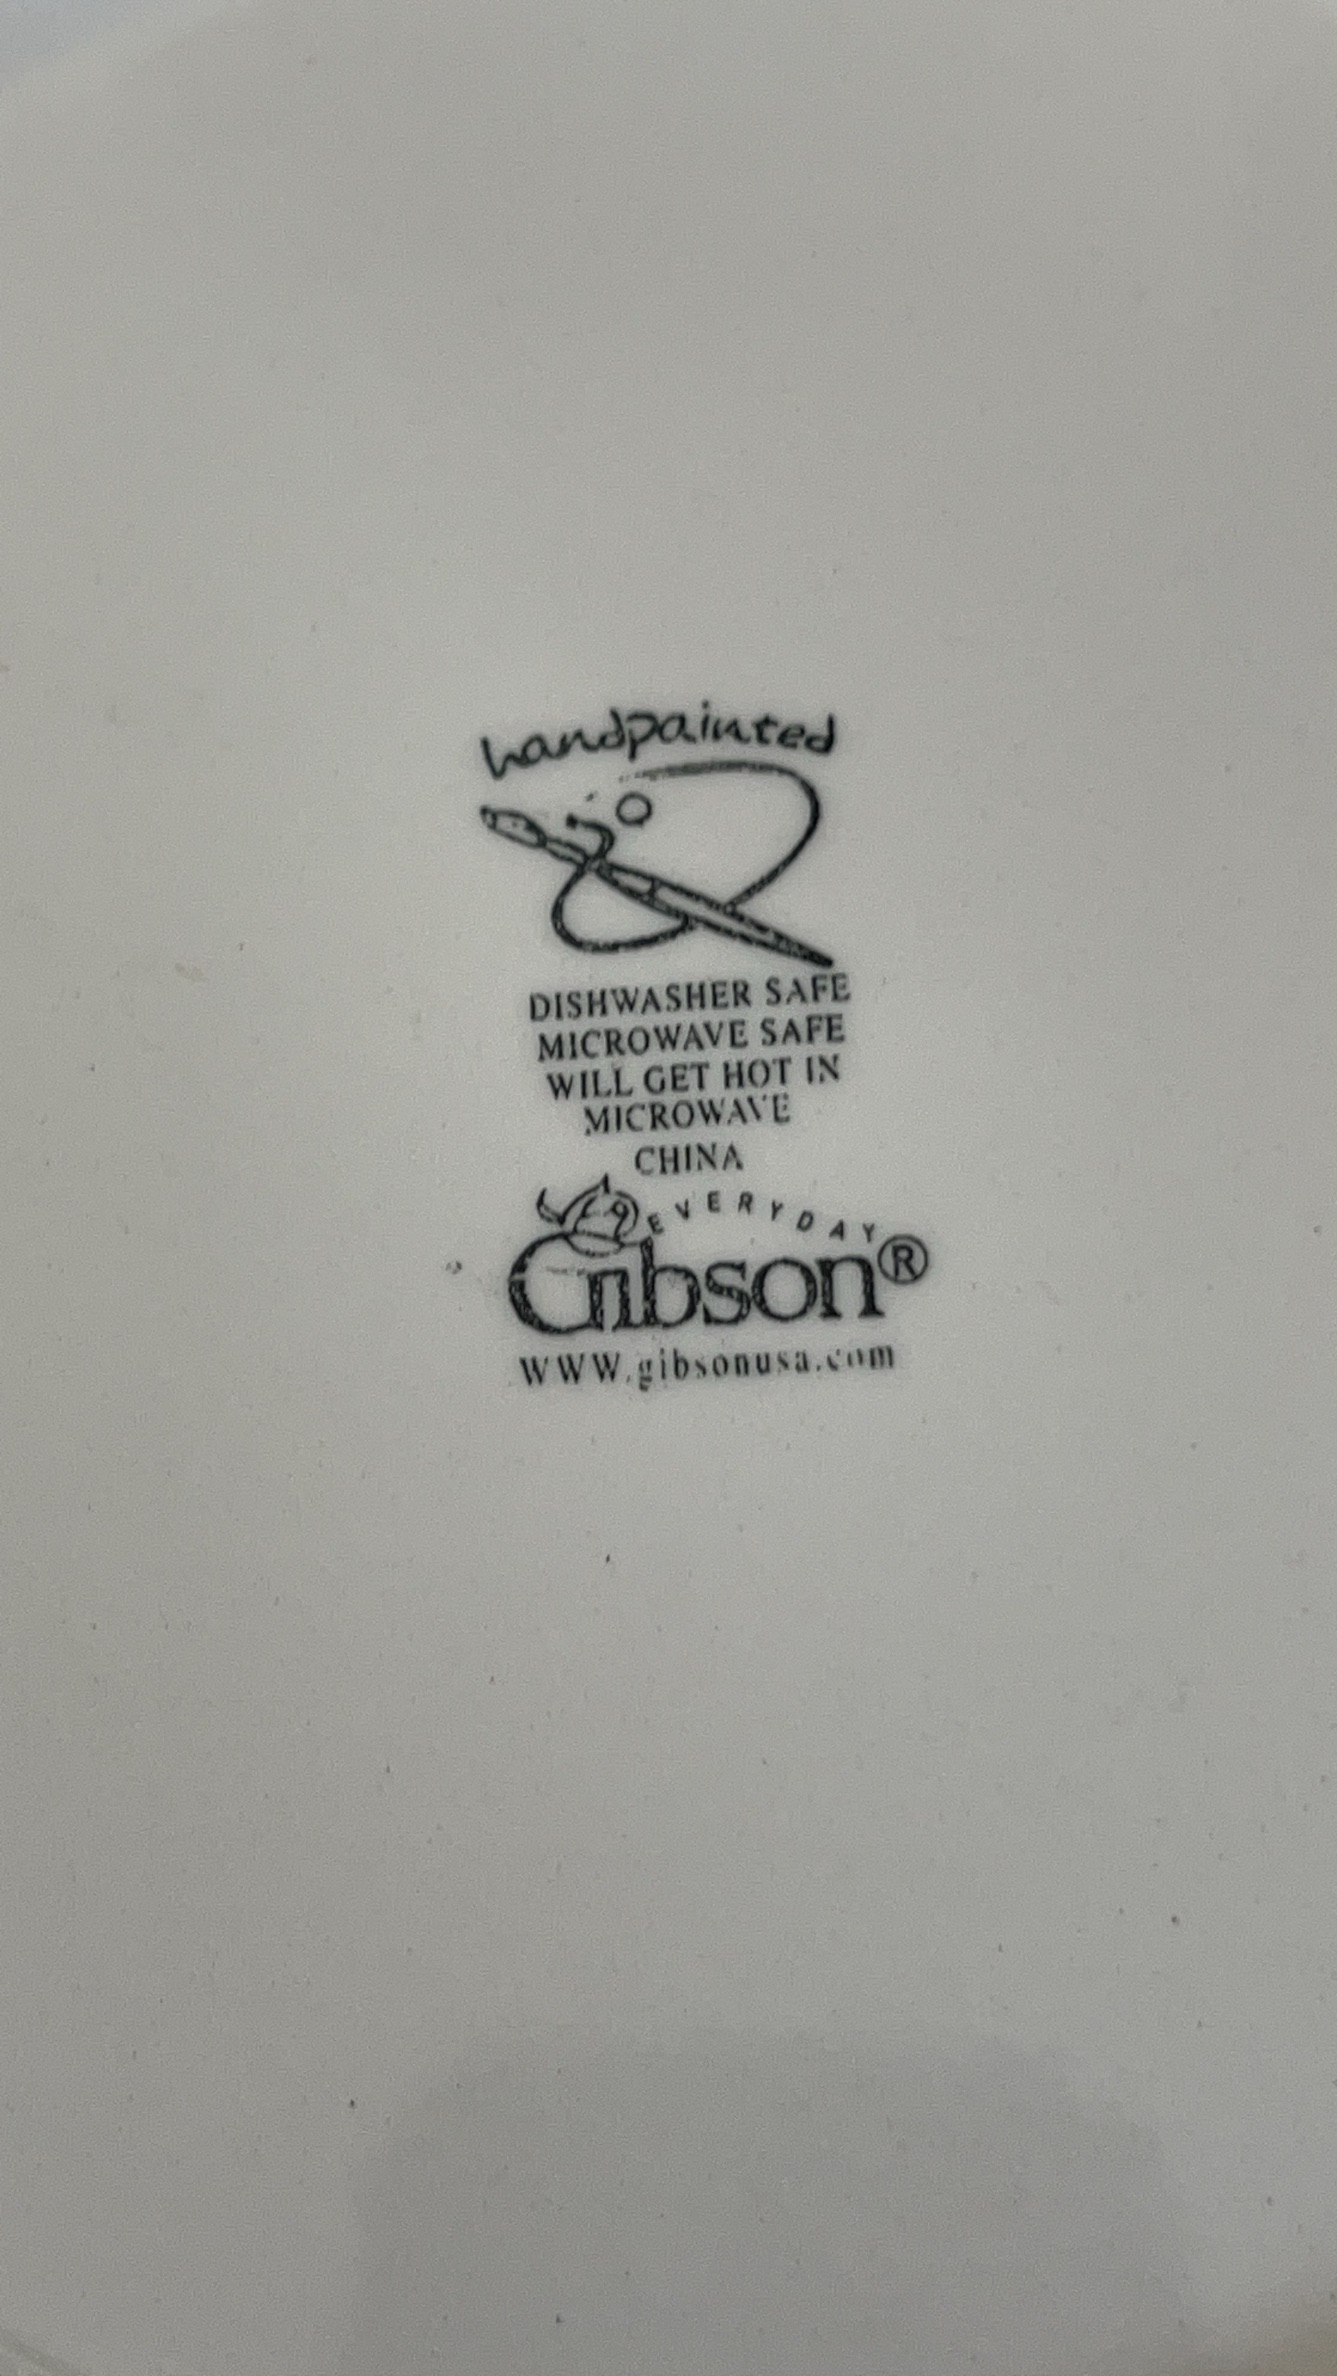 handpainted
DISHWASHER SAFE
MICROWAVE SAFE
WILL GET HOT IN
MICROWAVE
CHINA
EVERYDAY
Gibson®
WWW.gibsonusa.com